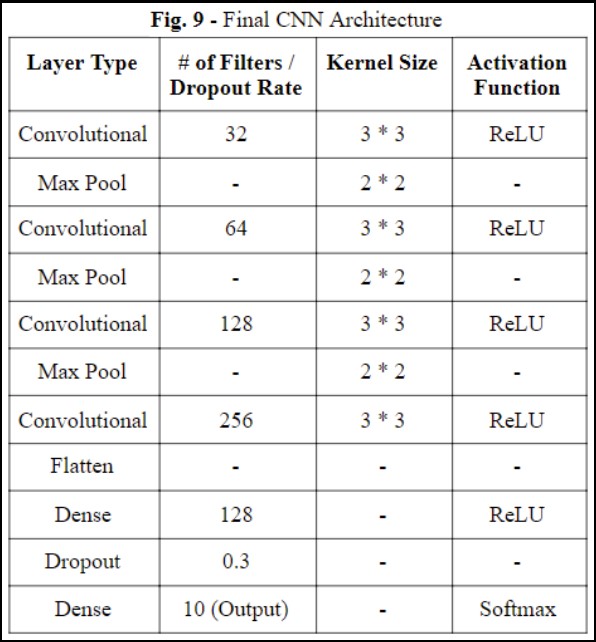 Fig. 9 - Final CNN Architecture
Layer Type # of Filters / Dropout Rate Kernel Size Activation Function
Convolutional 32 3 * 3 ReLU
Max Pool - 2 * 2 -
Convolutional 64 3 * 3 ReLU
Max Pool - 2 * 2 -
Convolutional 128 3 * 3 ReLU
Max Pool - 2 * 2 -
Convolutional 256 3 * 3 ReLU
Flatten - - -
Dense 128 - ReLU
Dropout 0.3 - -
Dense 10 (Output) - Softmax